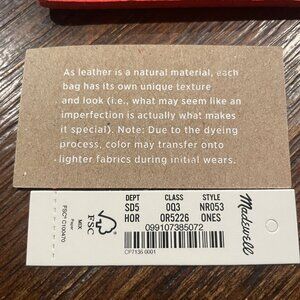 As leather is a natural material, each
bag has its own unique texture
and look (i.e., what may seem like an
imperfection is actually what makes
it special). Note: Due to the dyeing
process, color may transfer onto
lighter fabrics during initial wears.
DEPT CLASS STYLE
SD5 003 NR053
HOR OR5226 ONES
099107385072
CP7136 0001
FSC
MIX
Paper
FSC® C100470
Madewell